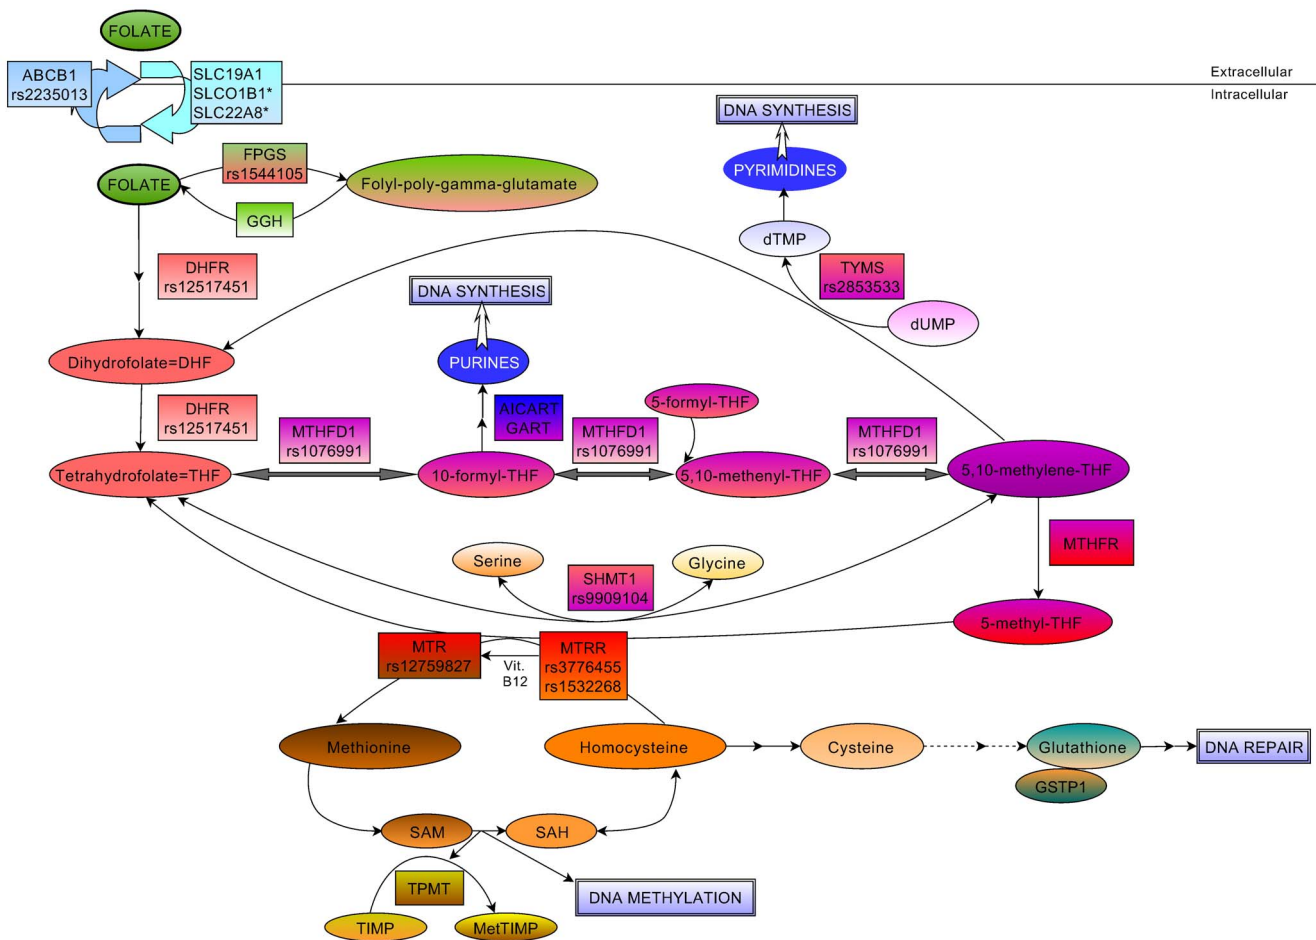 FOLATE
ABCB1
rs2235013
SLC19A1
SLCO1B1*
SLC22A8*
Extracellular
Intracellular
DNA SYNTHESIS
PYRIMIDINES
FPGS
rs1544105
FOLATE
Folyl-poly-gamma-glutamate
GGH
dTMP
TYMS
rs2853533
dUMP
DHFR
rs12517451
DNA SYNTHESIS
PURINES
Dihydrofolate=DHF
DHFR
rs12517451
MTHFD1
rs1076991
AICART
GART
MTHFD1
rs1076991
5-formyl-THF
MTHFD1
rs1076991
Tetrahydrofolate=THF
10-formyl-THF
5,10-methenyl-THF
5,10-methylene-THF
MTHFR
Serine
Glycine
SHMT1
rs9909104
5-methyl-THF
MTR
rs12759827
Vit.
B12
MTRR
rs3776455
rs1532268
Methionine
Homocysteine
Cysteine
Glutathione
DNA REPAIR
GSTP1
SAM
SAH
TPMT
DNA METHYLATION
TIMP
MetTIMP